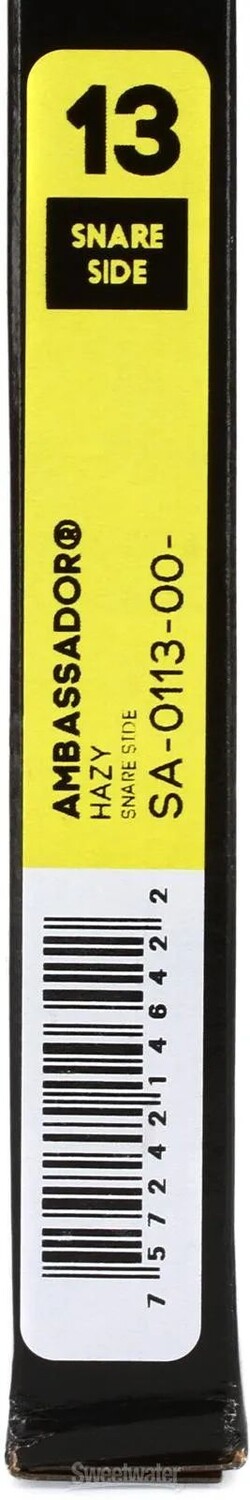 13
SNARE
SIDE
AMBASSADOR®
HAZY
SNARE SIDE
SA-0113-00-
7 57242 14642 2
Sweetwater